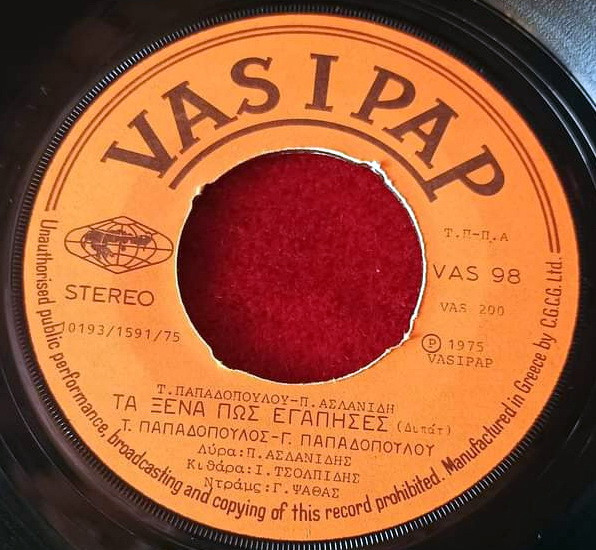 VASIPAP
Τ.Π-Π.Α
VAS 98
VAS 200
STEREO
10193/1591/75
Ⓟ 1975
VASIPAP
Τ.ΠΑΠΑΔΟΠΟΥΛΟΥ-Π.ΑΣΛΑΝΙΔΗ
ΤΑ ΞΕΝΑ ΠΩΣ ΕΓΑΠΗΣΕΣ (Διπάτ)
Τ. ΠΑΠΑΔΟΠΟΥΛΟΣ-Γ. ΠΑΠΑΔΟΠΟΥΛΟΥ
Λύρα:Π.ΑΣΛΑΝΙΔΗΣ
Κιθάρα:Ι.ΤΣΟΛΠΙΔΗΣ
Ντράμς:Γ.ΨΑΘΑΣ
Unauthorised public performance, broadcasting and copying of this record prohibited. Manufactured in Greece by C.G.C.G. Ltd.